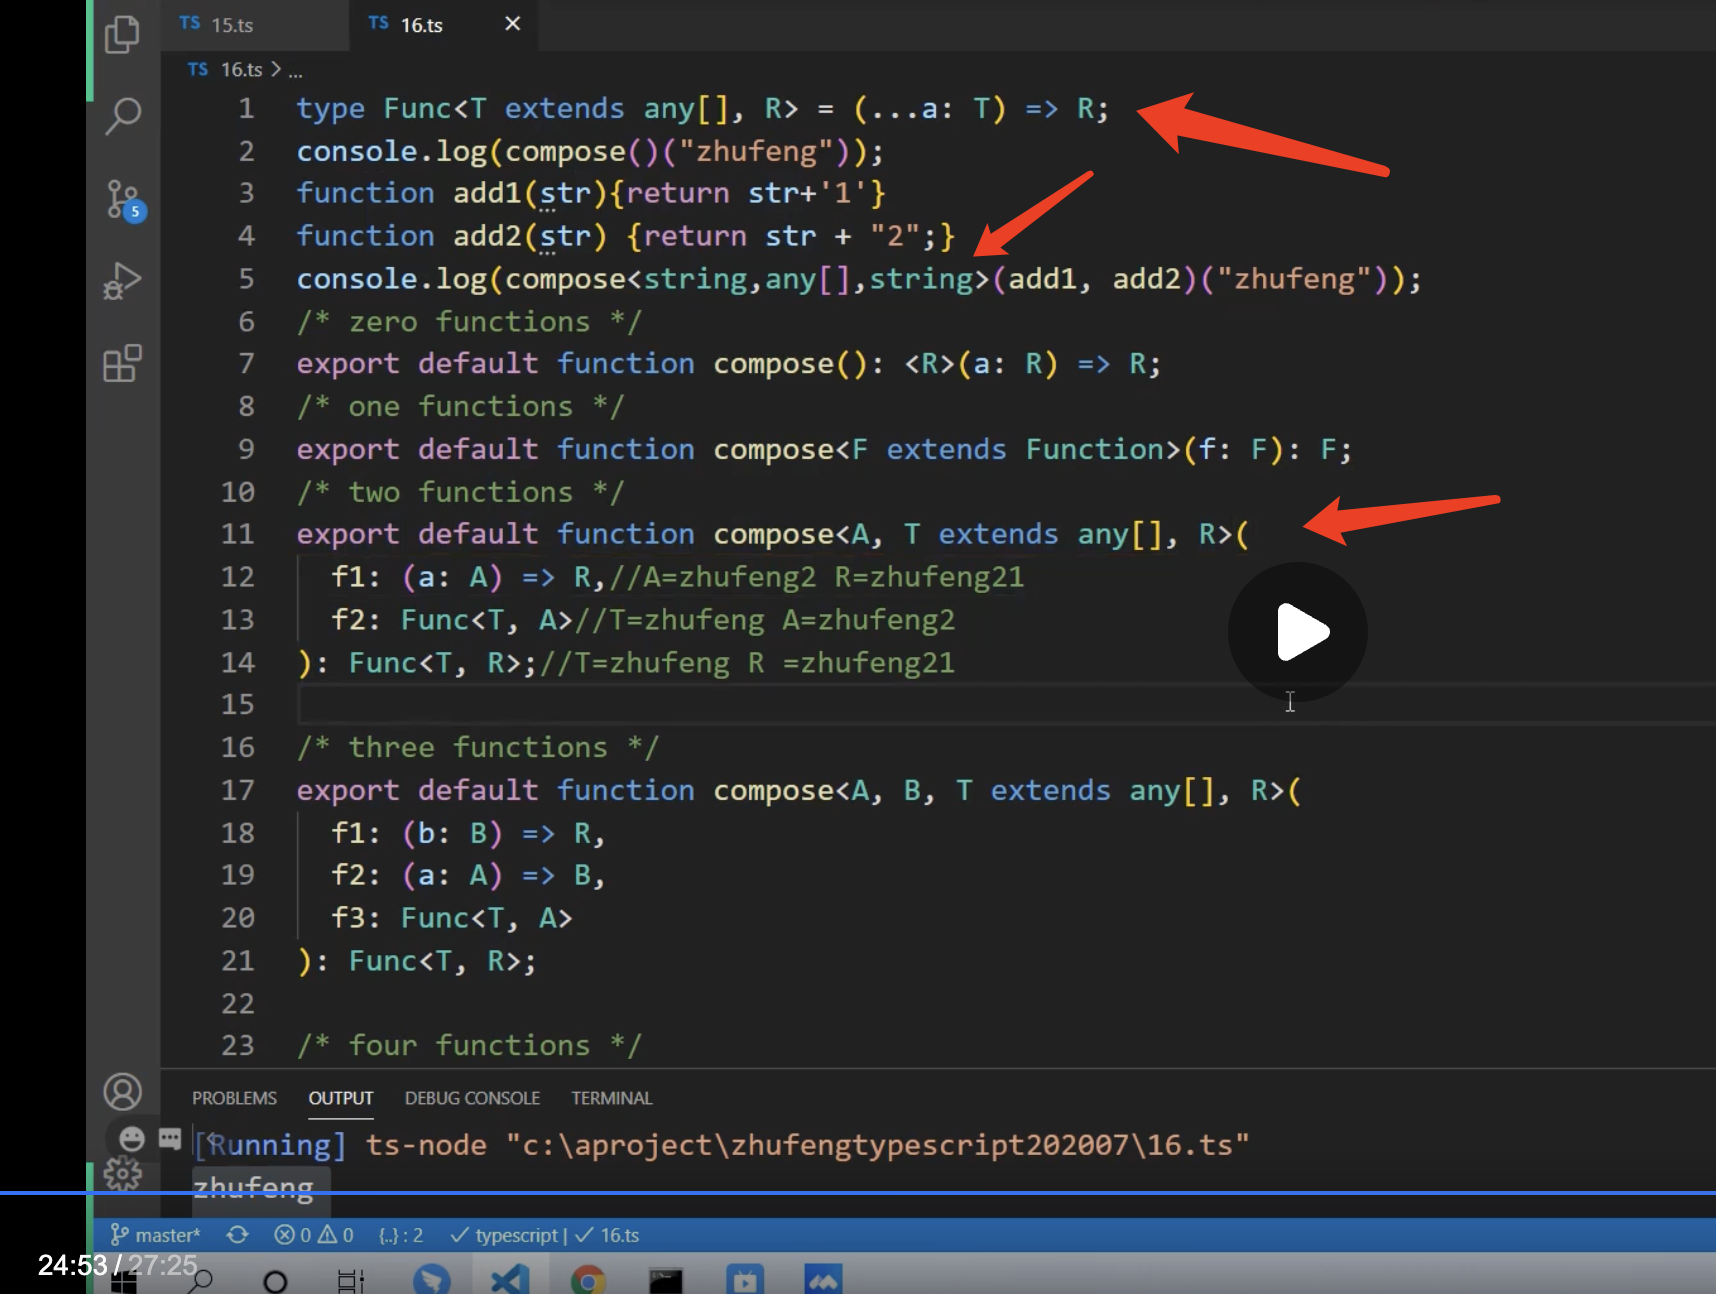 TS 15.ts TS 16.ts ×
TS 16.ts > ...
1 type Func<T extends any[], R> = (...a: T) => R;
2 console.log(compose()("zhufeng"));
3 function add1(str){return str+'1'}
4 function add2(str) {return str + "2";}
5 console.log(compose<string,any[],string>(add1, add2)("zhufeng"));
6 /* zero functions */
7 export default function compose(): <R>(a: R) => R;
8 /* one functions */
9 export default function compose<F extends Function>(f: F): F;
10 /* two functions */
11 export default function compose<A, T extends any[], R>(
12 f1: (a: A) => R,//A=zhufeng2 R=zhufeng21
13 f2: Func<T, A>//T=zhufeng A=zhufeng2
14 ): Func<T, R>;//T=zhufeng R =zhufeng21
15
16 /* three functions */
17 export default function compose<A, B, T extends any[], R>(
18 f1: (b: B) => R,
19 f2: (a: A) => B,
20 f3: Func<T, A>
21 ): Func<T, R>;
22
23 /* four functions */
5
PROBLEMS OUTPUT DEBUG CONSOLE TERMINAL
[Running] ts-node "c:\aproject\zhufengtypescript202007\16.ts"
zhufeng
master* 0 0 {..} : 2 ✓ typescript | ✓ 16.ts
24:53 / 27:25